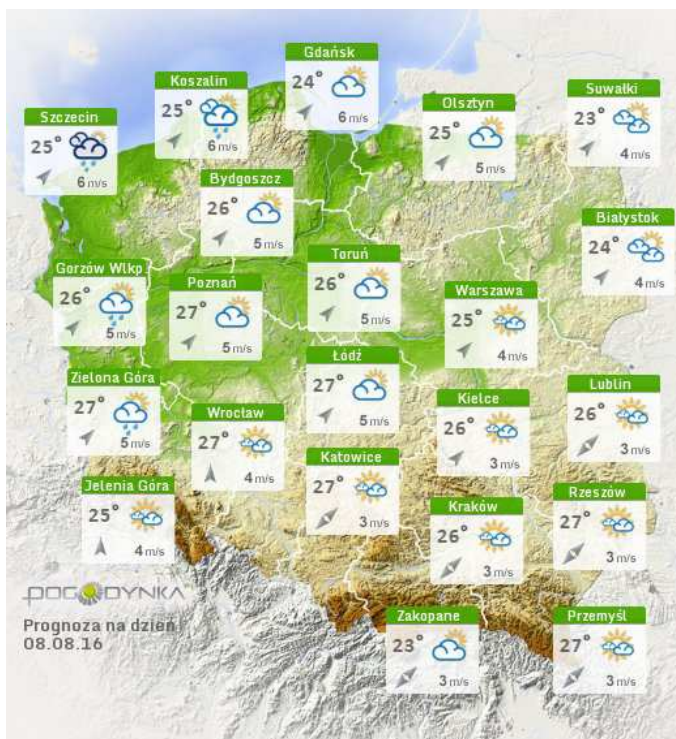 Gdańsk
24°
6 m/s
Koszalin
25°
6 m/s
Suwałki
23°
4 m/s
Olsztyn
25°
5 m/s
Szczecin
25°
6 m/s
Bydgoszcz
26°
5 m/s
Białystok
24°
4 m/s
Toruń
26°
5 m/s
Gorzów Wlkp
26°
5 m/s
Poznań
27°
5 m/s
Warszawa
25°
4 m/s
Łódź
27°
5 m/s
Zielona Góra
27°
5 m/s
Lublin
26°
3 m/s
Kielce
26°
3 m/s
Wrocław
27°
4 m/s
Katowice
27°
3 m/s
Jelenia Góra
25°
4 m/s
Rzeszów
27°
3 m/s
Kraków
26°
3 m/s
POGODYNKA
Prognoza na dzień
08.08.16
Zakopane
23°
3 m/s
Przemyśl
27°
3 m/s